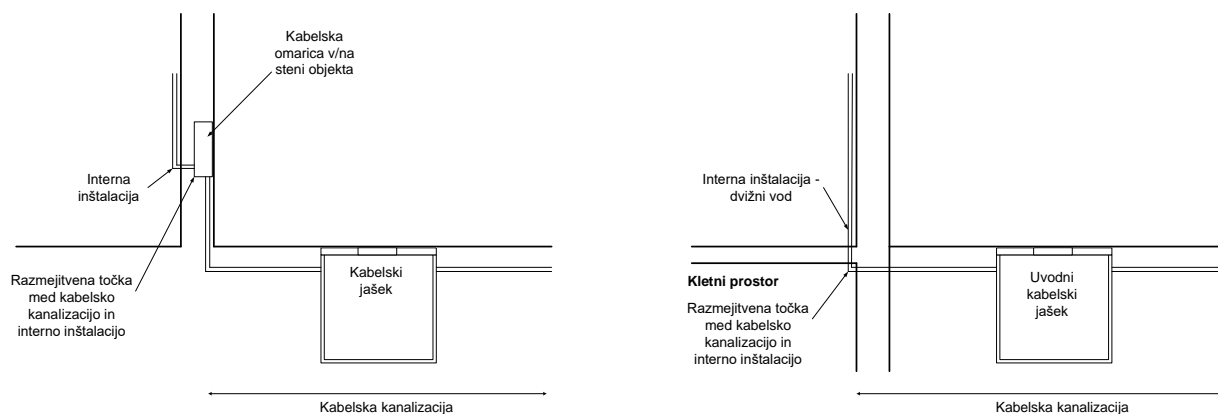 Kabelska
omarica v/na
steni objekta
Interna
inštalacija
Razmejitvena točka
med kabelsko
kanalizacijo in
interno inštalacijo
Kabelski
jašek
Kabelska kanalizacija
Interna inštalacija -
dvižni vod
Kletni prostor
Razmejitvena točka
med kabelsko
kanalizacijo in
interno inštalacijo
Uvodni
kabelski
jašek
Kabelska kanalizacija